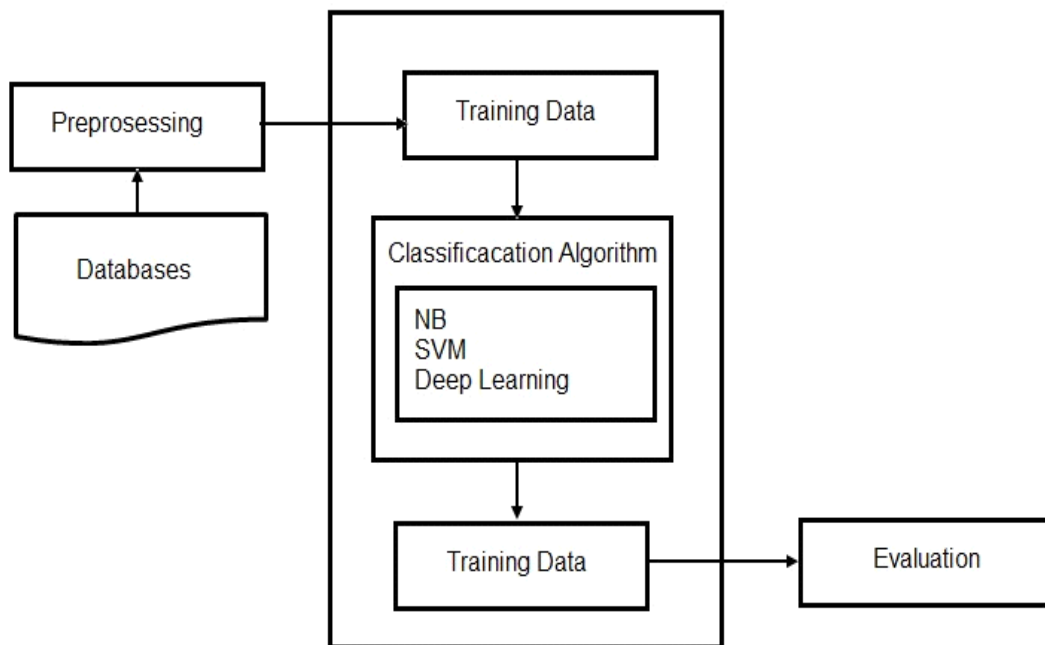 Preprosessing
Databases
Training Data
Classificacation Algorithm
NB
SVM
Deep Learning
Training Data
Evaluation